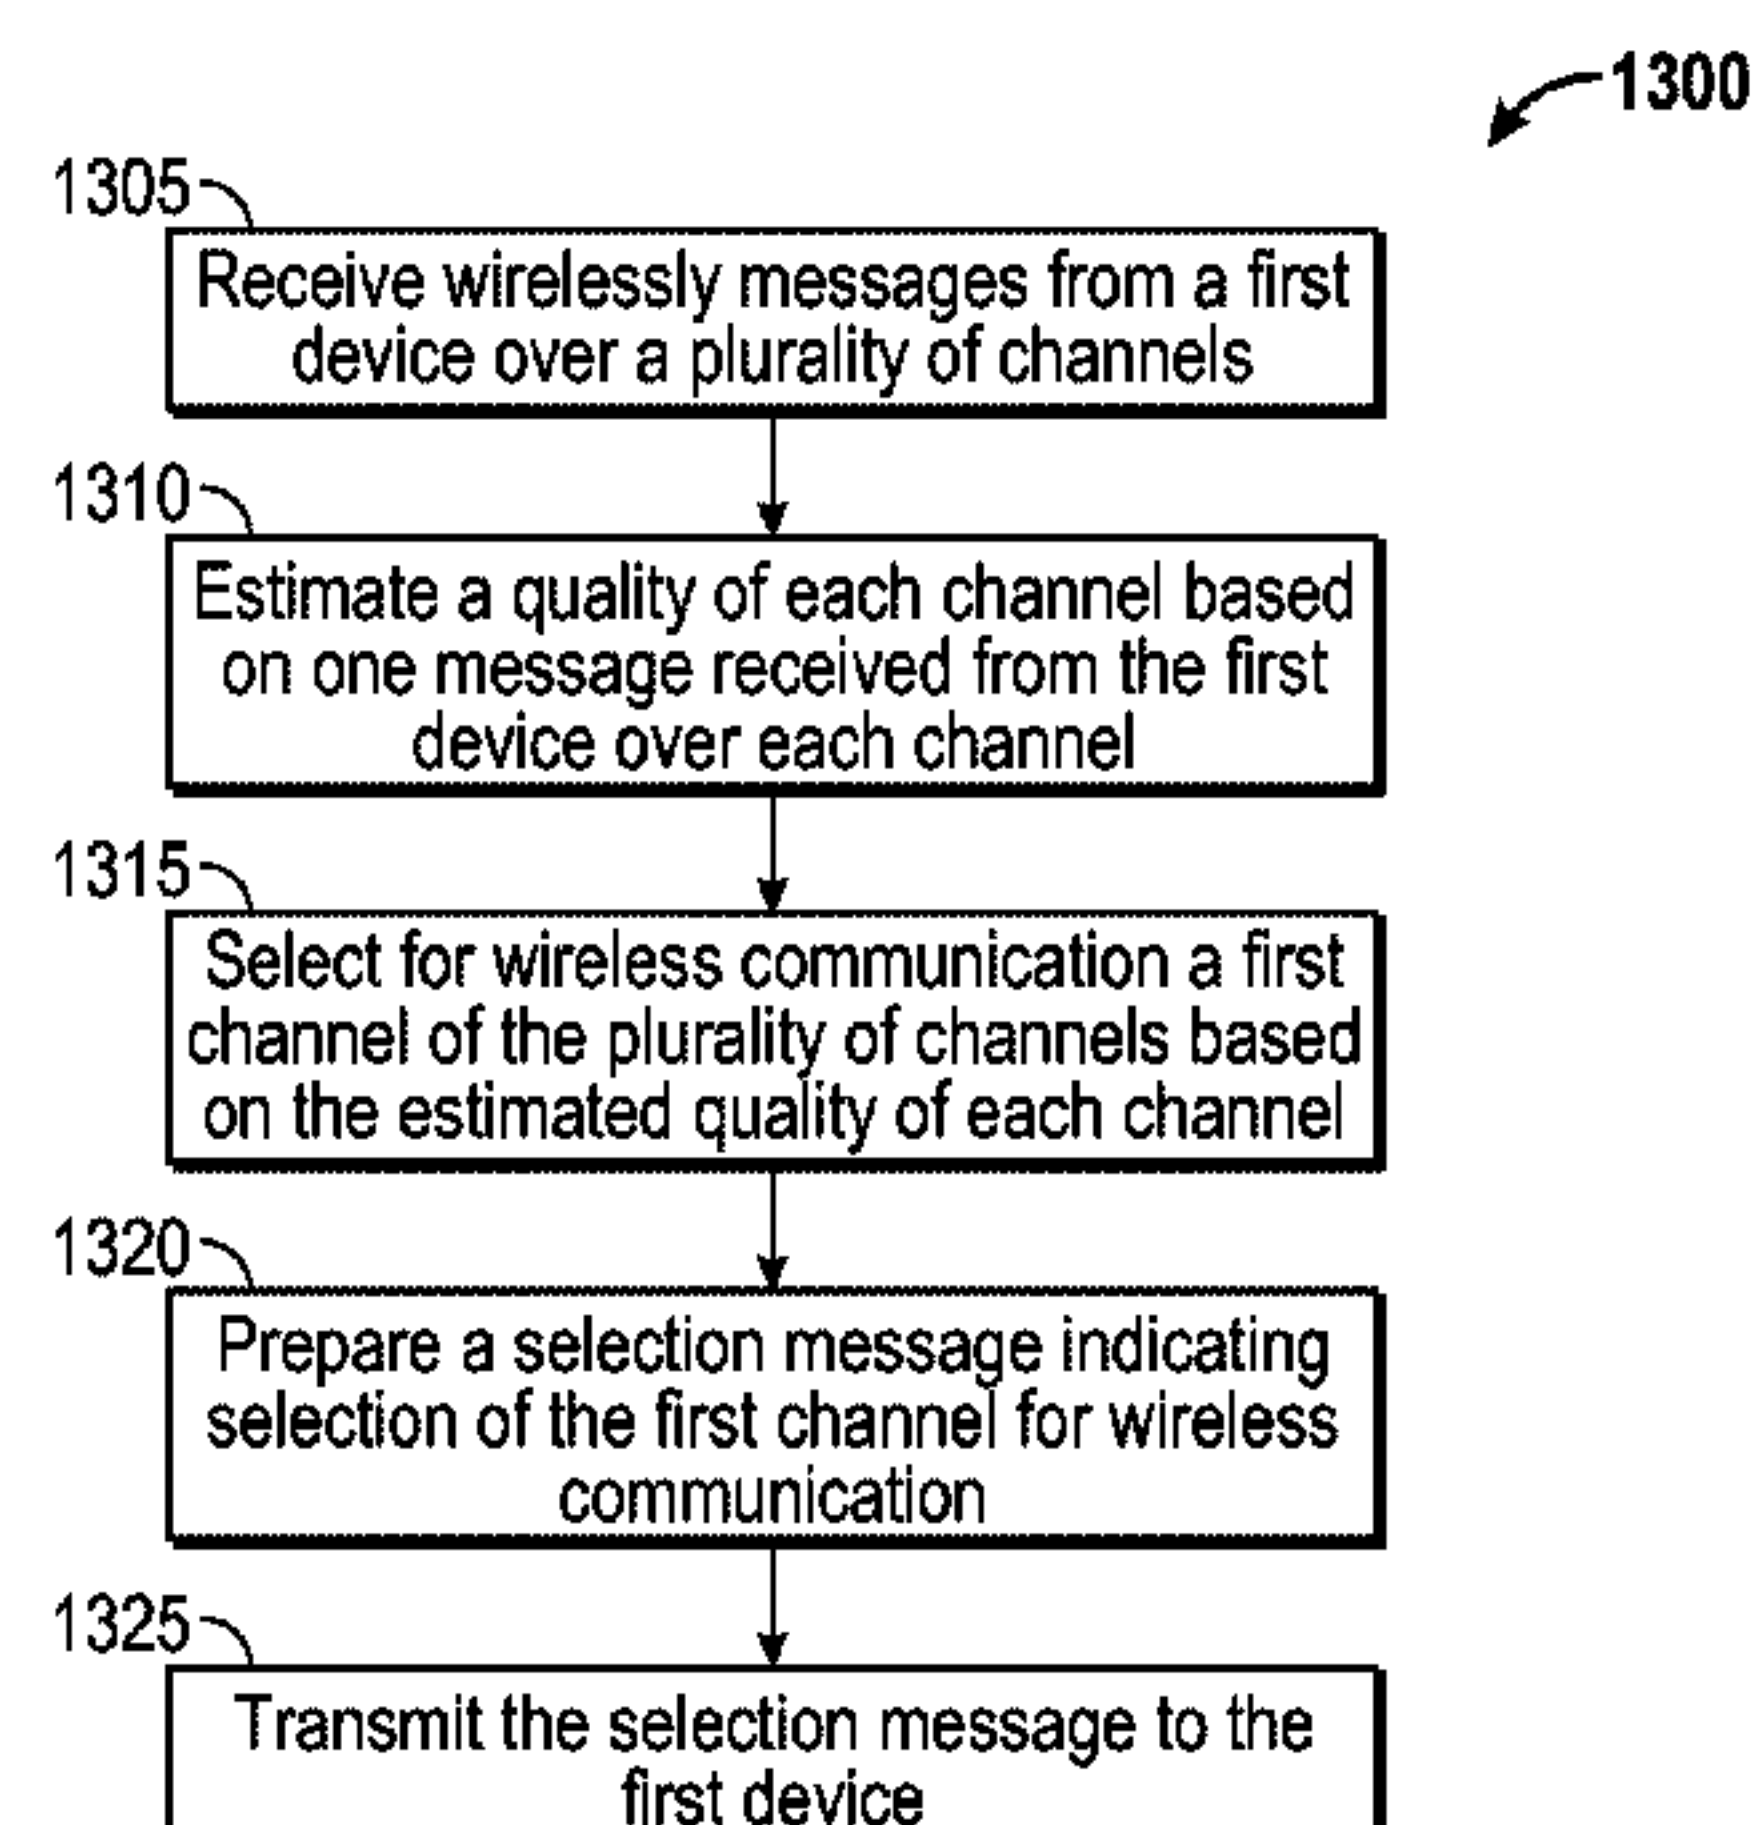 1300
1305
Receive wirelessly messages from a first
device over a plurality of channels
1310
Estimate a quality of each channel based
on one message received from the first
device over each channel
1315
Select for wireless communication a first
channel of the plurality of channels based
on the estimated quality of each channel
1320
Prepare a selection message indicating
selection of the first channel for wireless
communication
1325
Transmit the selection message to the
first device